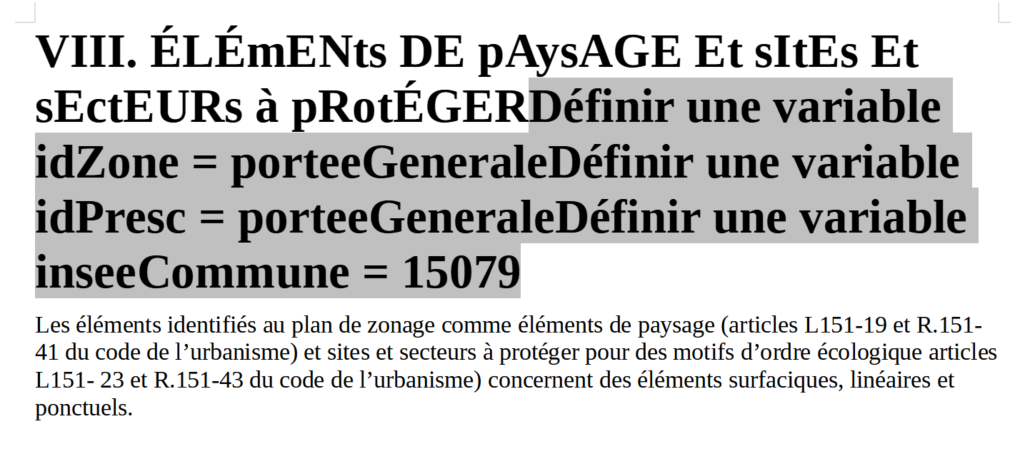 VIII. ÉLÉmENts DE pAysAGE Et sItEs Et
sEctEURs à pRotÉGERDéfinir une variable
idZone = porteeGeneraleDéfinir une variable
idPresc = porteeGeneraleDéfinir une variable
inseeCommune = 15079
Les éléments identifiés au plan de zonage comme éléments de paysage (articles L151-19 et R.151-
41 du code de l’urbanisme) et sites et secteurs à protéger pour des motifs d’ordre écologique articles
L151- 23 et R.151-43 du code de l’urbanisme) concernent des éléments surfaciques, linéaires et
ponctuels.